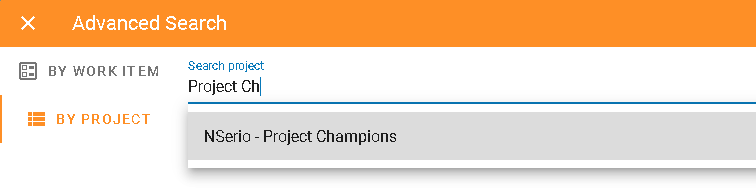 Advanced Search
BY WORK ITEM
Search project
Project Ch
BY PROJECT
NSerio - Project Champions